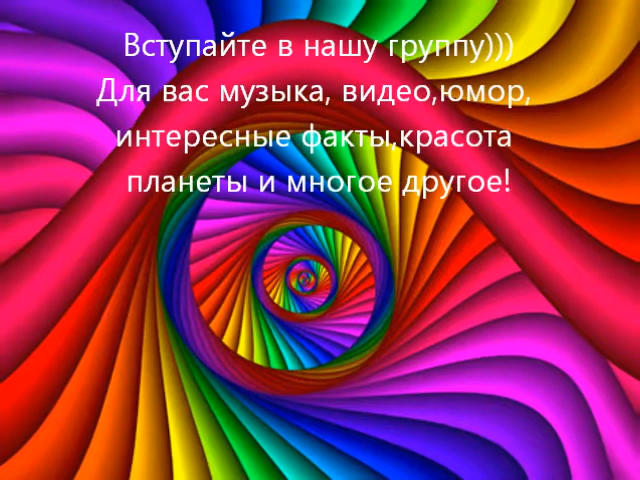 Вступайте в нашу группу)))
Для вас музыка, видео,юмор,
интересные факты,красота
планеты и многое другое!